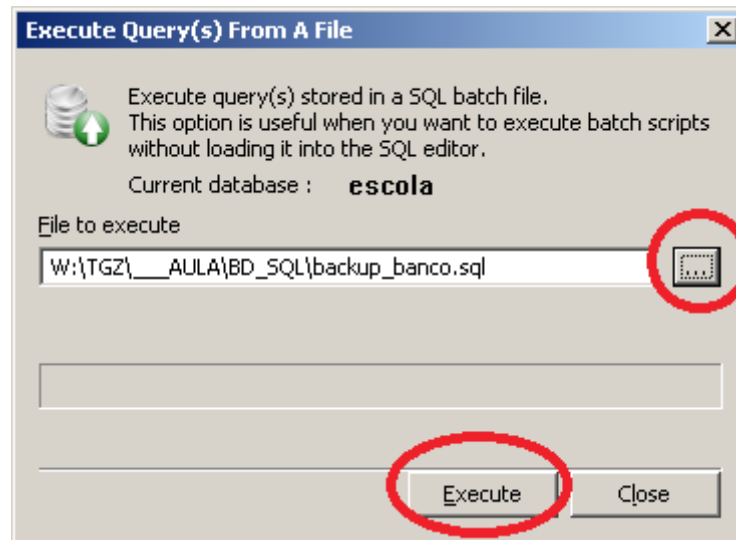 Execute Query(s) From A File
Execute query(s) stored in a SQL batch file.
This option is useful when you want to execute batch scripts
without loading it into the SQL editor.
Current database : escola
File to execute
W:\TGZ\___AULA\BD_SQL\backup_banco.sql
...
Execute
Close